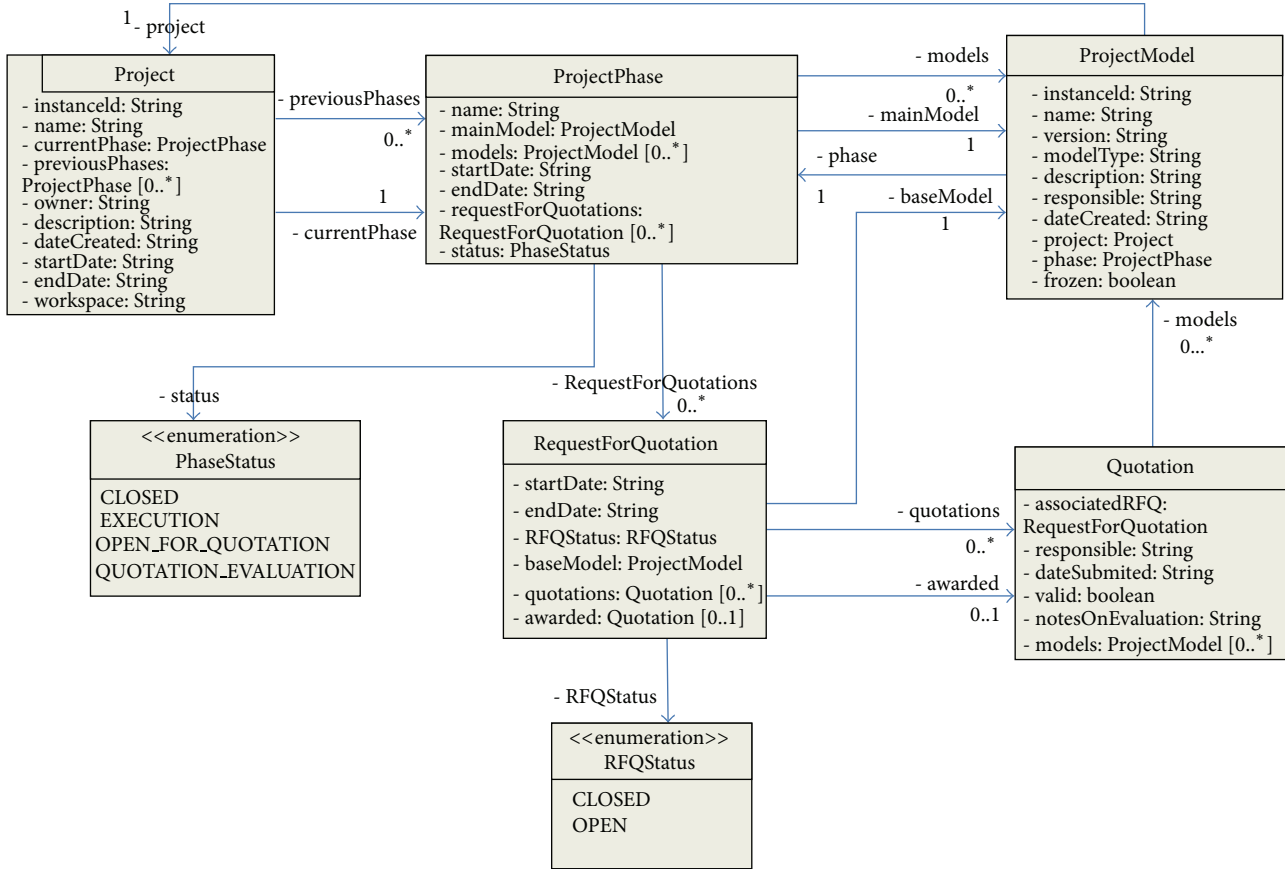 1
- project
Project
- instanceId: String
- name: String
- currentPhase: ProjectPhase
- previousPhases:
ProjectPhase [0..*]
- owner: String
- description: String
- dateCreated: String
- startDate: String
- endDate: String
- workspace: String
- previousPhases
0..*
1
- currentPhase
ProjectPhase
- name: String
- mainModel: ProjectModel
- models: ProjectModel [0..*]
- startDate: String
- endDate: String
- requestForQuotations:
RequestForQuotation [0..*]
- status: PhaseStatus
- models
0..*
- mainModel
1
- phase
1
- baseModel
1
ProjectModel
- instanceId: String
- name: String
- version: String
- modelType: String
- description: String
- responsible: String
- dateCreated: String
- project: Project
- phase: ProjectPhase
- frozen: boolean
- models
0...*
- status
- RequestForQuotations
0..*
<<enumeration>>
PhaseStatus
CLOSED
EXECUTION
OPEN_FOR_QUOTATION
QUOTATION_EVALUATION
RequestForQuotation
- startDate: String
- endDate: String
- RFQStatus: RFQStatus
- baseModel: ProjectModel
- quotations: Quotation [0..*]
- awarded: Quotation [0..1]
- quotations
0..*
- awarded
0..1
Quotation
- associatedRFQ:
RequestForQuotation
- responsible: String
- dateSubmited: String
- valid: boolean
- notesOnEvaluation: String
- models: ProjectModel [0..*]
- RFQStatus
<<enumeration>>
RFQStatus
CLOSED
OPEN